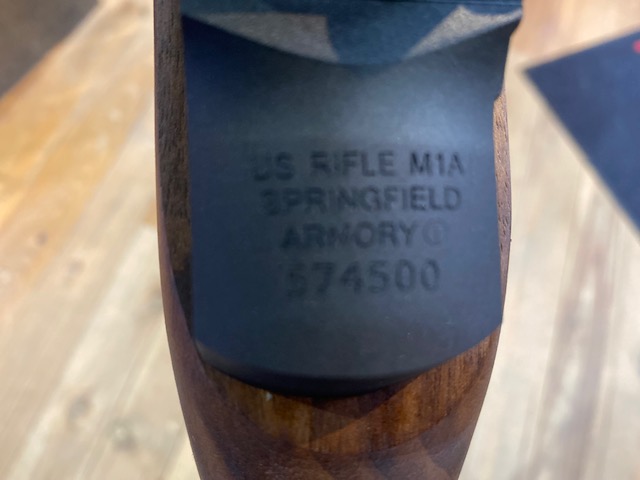 US RIFLE M1A
SPRINGFIELD
ARMORY®
574500